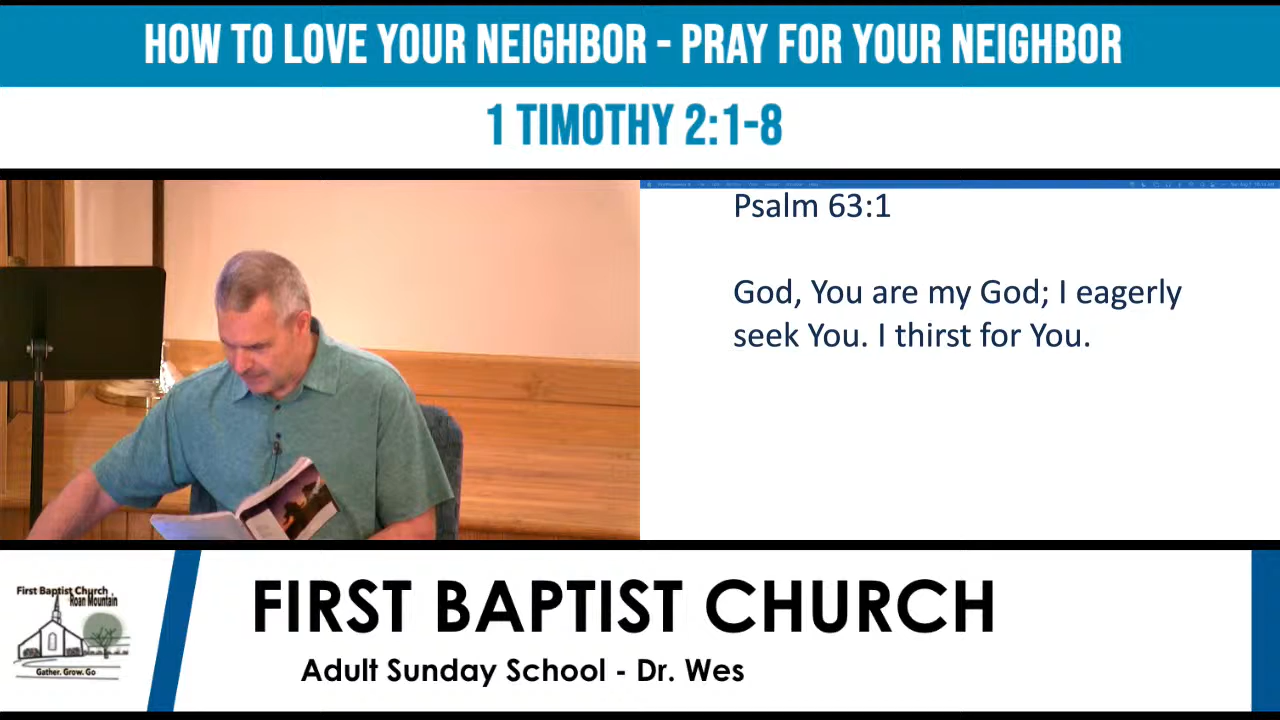 HOW TO LOVE YOUR NEIGHBOR - PRAY FOR YOUR NEIGHBOR
1 TIMOTHY 2:1-8
Psalm 63:1
God, You are my God; I eagerly
seek You. I thirst for You.
First Baptist Church
Roan Mountain
Gather. Grow. Go
FIRST BAPTIST CHURCH
Adult Sunday School - Dr. Wes